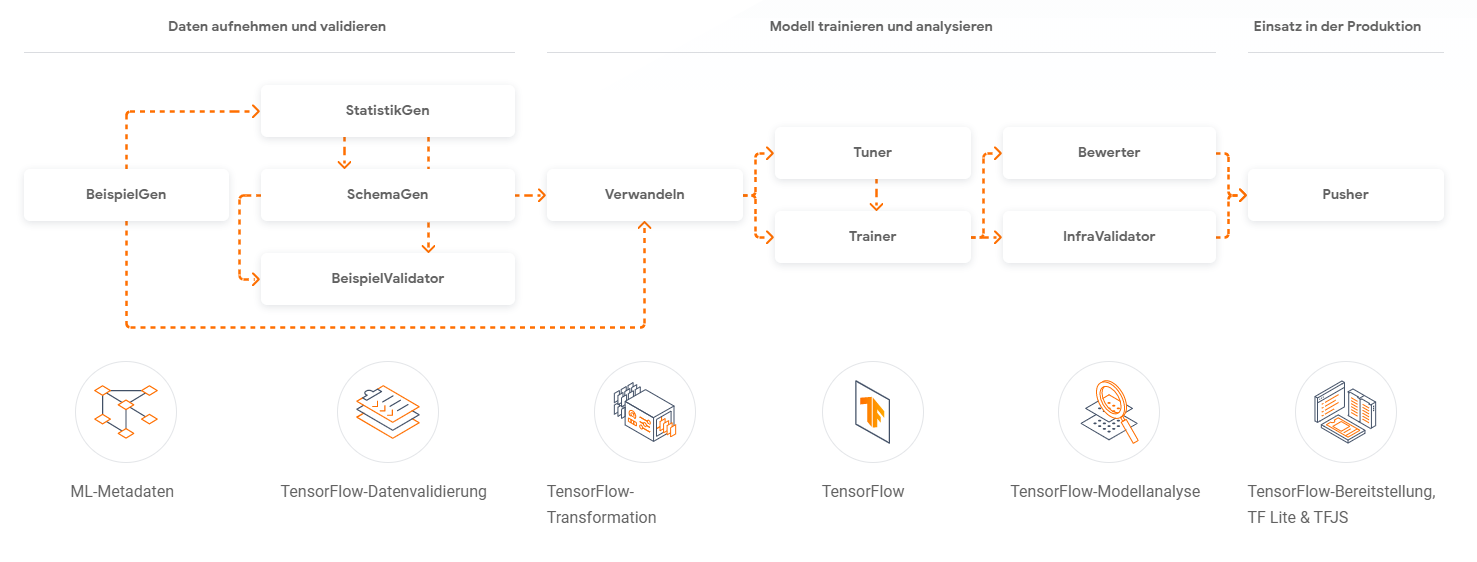 Daten aufnehmen und validieren
Modell trainieren und analysieren
Einsatz in der Produktion
StatistikGen
Tuner
Bewerter
BeispielGen
SchemaGen
Verwandeln
Pusher
Trainer
InfraValidator
BeispielValidator
TF
ML-Metadaten
TensorFlow-Datenvalidierung
TensorFlow-
Transformation
TensorFlow
TensorFlow-Modellanalyse
TensorFlow-Bereitstellung,
TF Lite & TFJS